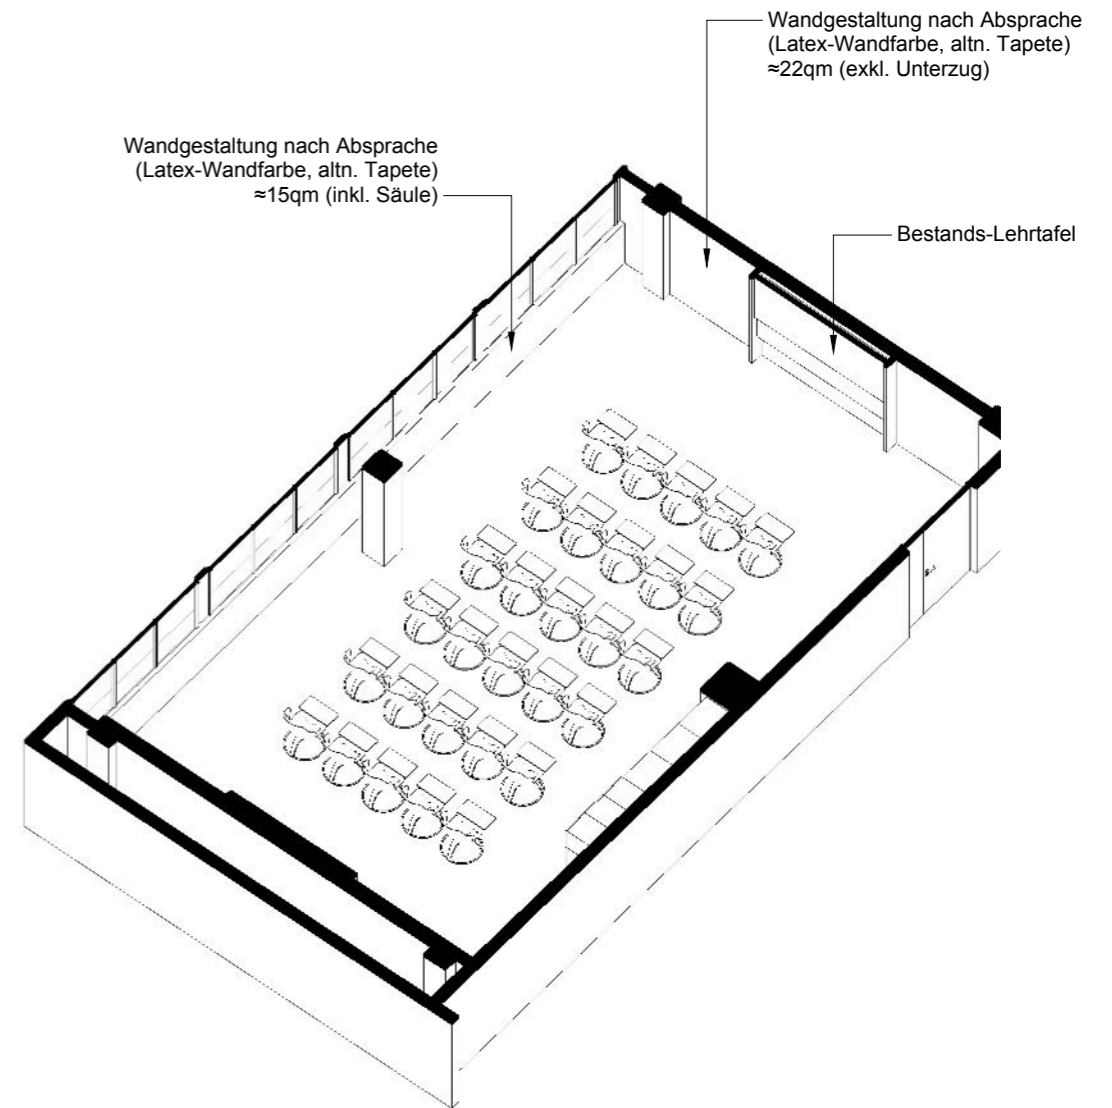 Wandgestaltung nach Absprache
(Latex-Wandfarbe, altn. Tapete)
≈22qm (exkl. Unterzug)
Wandgestaltung nach Absprache
(Latex-Wandfarbe, altn. Tapete)
≈15qm (inkl. Säule)
Bestands-Lehrtafel